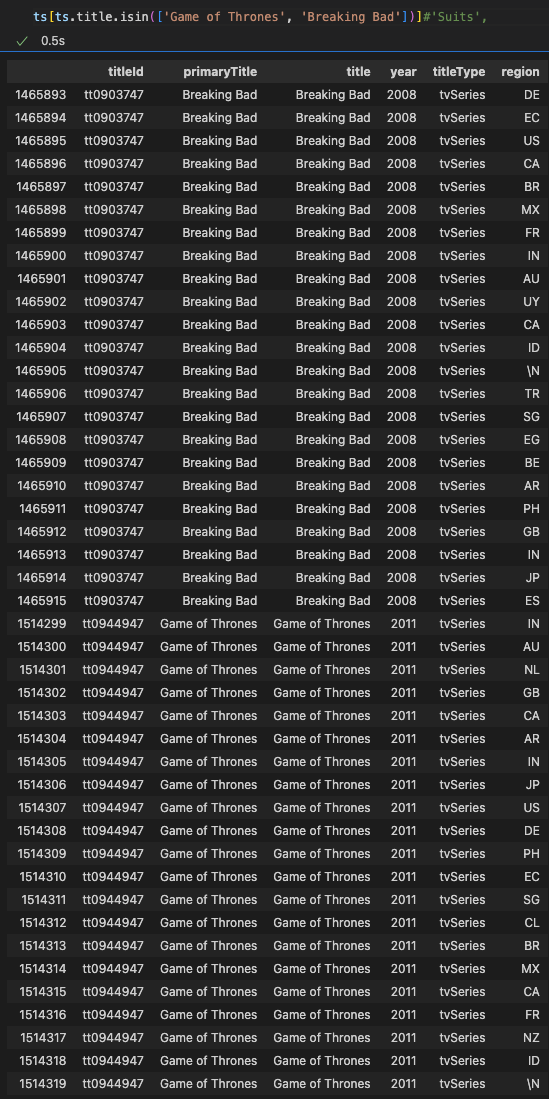 ts[ts.title.isin(['Game of Thrones', 'Breaking Bad'])]#'Suits',
✓ 0.5s
titleId primaryTitle title year titleType region
1465893 tt0903747 Breaking Bad Breaking Bad 2008 tvSeries DE
1465894 tt0903747 Breaking Bad Breaking Bad 2008 tvSeries EC
1465895 tt0903747 Breaking Bad Breaking Bad 2008 tvSeries US
1465896 tt0903747 Breaking Bad Breaking Bad 2008 tvSeries CA
1465897 tt0903747 Breaking Bad Breaking Bad 2008 tvSeries BR
1465898 tt0903747 Breaking Bad Breaking Bad 2008 tvSeries MX
1465899 tt0903747 Breaking Bad Breaking Bad 2008 tvSeries FR
1465900 tt0903747 Breaking Bad Breaking Bad 2008 tvSeries IN
1465901 tt0903747 Breaking Bad Breaking Bad 2008 tvSeries AU
1465902 tt0903747 Breaking Bad Breaking Bad 2008 tvSeries UY
1465903 tt0903747 Breaking Bad Breaking Bad 2008 tvSeries CA
1465904 tt0903747 Breaking Bad Breaking Bad 2008 tvSeries ID
1465905 tt0903747 Breaking Bad Breaking Bad 2008 tvSeries \N
1465906 tt0903747 Breaking Bad Breaking Bad 2008 tvSeries TR
1465907 tt0903747 Breaking Bad Breaking Bad 2008 tvSeries SG
1465908 tt0903747 Breaking Bad Breaking Bad 2008 tvSeries EG
1465909 tt0903747 Breaking Bad Breaking Bad 2008 tvSeries BE
1465910 tt0903747 Breaking Bad Breaking Bad 2008 tvSeries AR
1465911 tt0903747 Breaking Bad Breaking Bad 2008 tvSeries PH
1465912 tt0903747 Breaking Bad Breaking Bad 2008 tvSeries GB
1465913 tt0903747 Breaking Bad Breaking Bad 2008 tvSeries IN
1465914 tt0903747 Breaking Bad Breaking Bad 2008 tvSeries JP
1465915 tt0903747 Breaking Bad Breaking Bad 2008 tvSeries ES
1514299 tt0944947 Game of Thrones Game of Thrones 2011 tvSeries IN
1514300 tt0944947 Game of Thrones Game of Thrones 2011 tvSeries AU
1514301 tt0944947 Game of Thrones Game of Thrones 2011 tvSeries NL
1514302 tt0944947 Game of Thrones Game of Thrones 2011 tvSeries GB
1514303 tt0944947 Game of Thrones Game of Thrones 2011 tvSeries CA
1514304 tt0944947 Game of Thrones Game of Thrones 2011 tvSeries AR
1514305 tt0944947 Game of Thrones Game of Thrones 2011 tvSeries IN
1514306 tt0944947 Game of Thrones Game of Thrones 2011 tvSeries JP
1514307 tt0944947 Game of Thrones Game of Thrones 2011 tvSeries US
1514308 tt0944947 Game of Thrones Game of Thrones 2011 tvSeries DE
1514309 tt0944947 Game of Thrones Game of Thrones 2011 tvSeries PH
1514310 tt0944947 Game of Thrones Game of Thrones 2011 tvSeries EC
1514311 tt0944947 Game of Thrones Game of Thrones 2011 tvSeries SG
1514312 tt0944947 Game of Thrones Game of Thrones 2011 tvSeries CL
1514313 tt0944947 Game of Thrones Game of Thrones 2011 tvSeries BR
1514314 tt0944947 Game of Thrones Game of Thrones 2011 tvSeries MX
1514315 tt0944947 Game of Thrones Game of Thrones 2011 tvSeries CA
1514316 tt0944947 Game of Thrones Game of Thrones 2011 tvSeries FR
1514317 tt0944947 Game of Thrones Game of Thrones 2011 tvSeries NZ
1514318 tt0944947 Game of Thrones Game of Thrones 2011 tvSeries ID
1514319 tt0944947 Game of Thrones Game of Thrones 2011 tvSeries \N